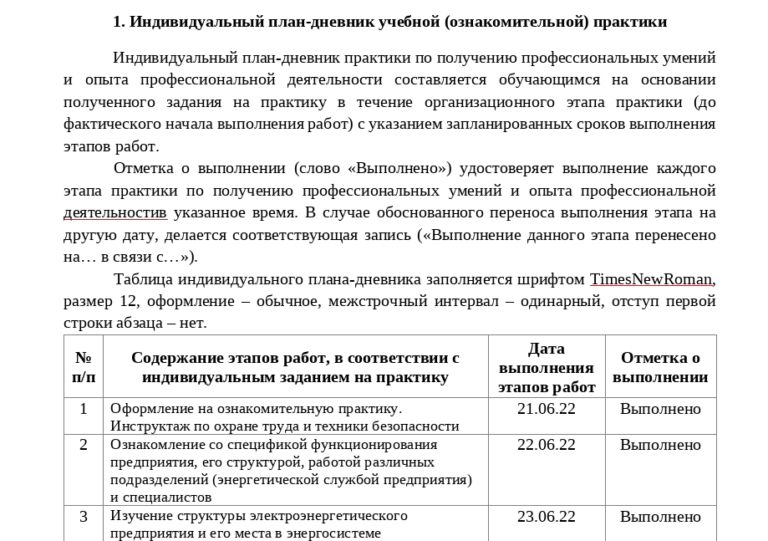 1. Индивидуальный план-дневник учебной (ознакомительной) практики
Индивидуальный план-дневник практики по получению профессиональных умений
и опыта профессиональной деятельности составляется обучающимся на основании
полученного задания на практику в течение организационного этапа практики (до
фактического начала выполнения работ) с указанием запланированных сроков выполнения
этапов работ.
Отметка о выполнении (слово «Выполнено») удостоверяет выполнение каждого
этапа практики по получению профессиональных умений и опыта профессиональной
деятельностив указанное время. В случае обоснованного переноса выполнения этапа на
другую дату, делается соответствующая запись («Выполнение данного этапа перенесено
на… в связи с…»).
Таблица индивидуального плана-дневника заполняется шрифтом TimesNewRoman,
размер 12, оформление – обычное, межстрочный интервал – одинарный, отступ первой
строки абзаца – нет.
№ п/п
Содержание этапов работ, в соответствии с
индивидуальным заданием на практику
Дата
выполнения
этапов работ
Отметка о
выполнении
1
Оформление на ознакомительную практику.
Инструктаж по охране труда и техники безопасности
21.06.22
Выполнено
2
Ознакомление со спецификой функционирования
предприятия, его структурой, работой различных
подразделений (энергетической службой предприятия)
и специалистов
22.06.22
Выполнено
3
Изучение структуры электроэнергетического
предприятия и его места в энергосистеме
23.06.22
Выполнено